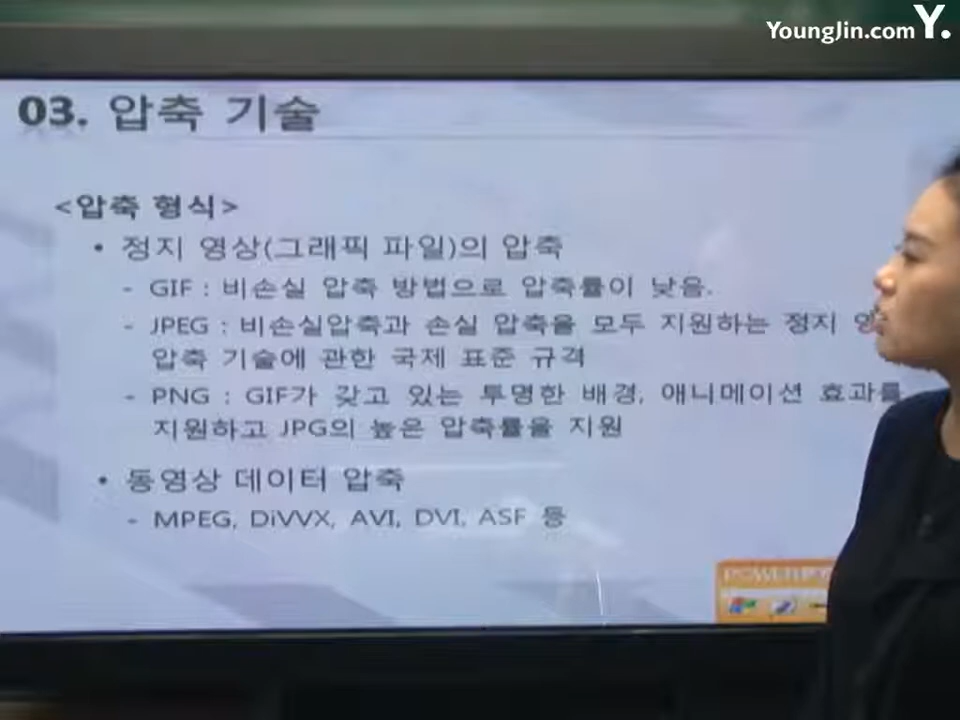 YoungJin.com Y.
03. 압축 기술
<압축 형식>
• 정지 영상(그래픽 파일)의 압축
- GIF : 비손실 압축 방법으로 압축률이 낮음.
- JPEG : 비손실압축과 손실 압축을 모두 지원하는 정지
압축 기술에 관한 국제 표준 규격
- PNG : GIF가 갖고 있는 투명한 배경, 애니메이션 효과를
지원하고 JPG의 높은 압축률을 지원
• 동영상 데이터 압축
- MPEG, DiVVX, AVI, DVI, ASF 등